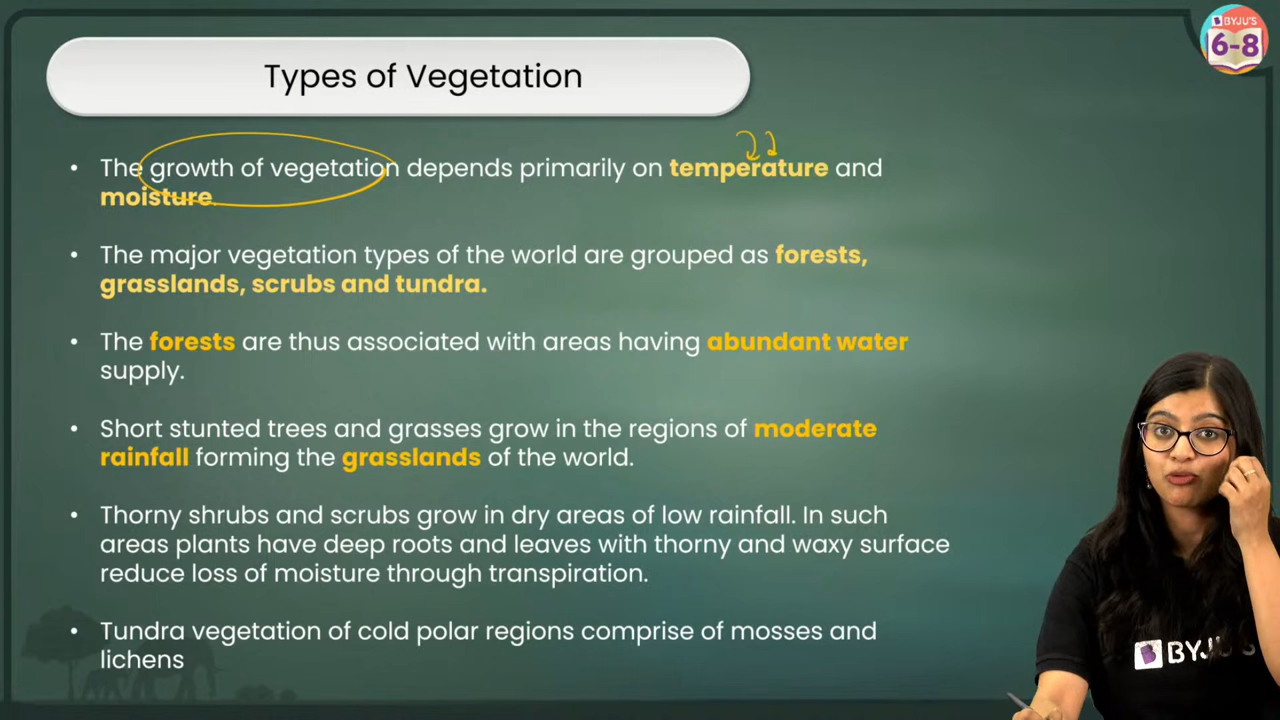 BYJU'S
6-8
Types of Vegetation
• The growth of vegetation depends primarily on temperature and
moisture.
• The major vegetation types of the world are grouped as forests,
grasslands, scrubs and tundra.
• The forests are thus associated with areas having abundant water
supply.
• Short stunted trees and grasses grow in the regions of moderate
rainfall forming the grasslands of the world.
• Thorny shrubs and scrubs grow in dry areas of low rainfall. In such
areas plants have deep roots and leaves with thorny and waxy surface
reduce loss of moisture through transpiration.
• Tundra vegetation of cold polar regions comprise of mosses and
lichens
BYJU'S